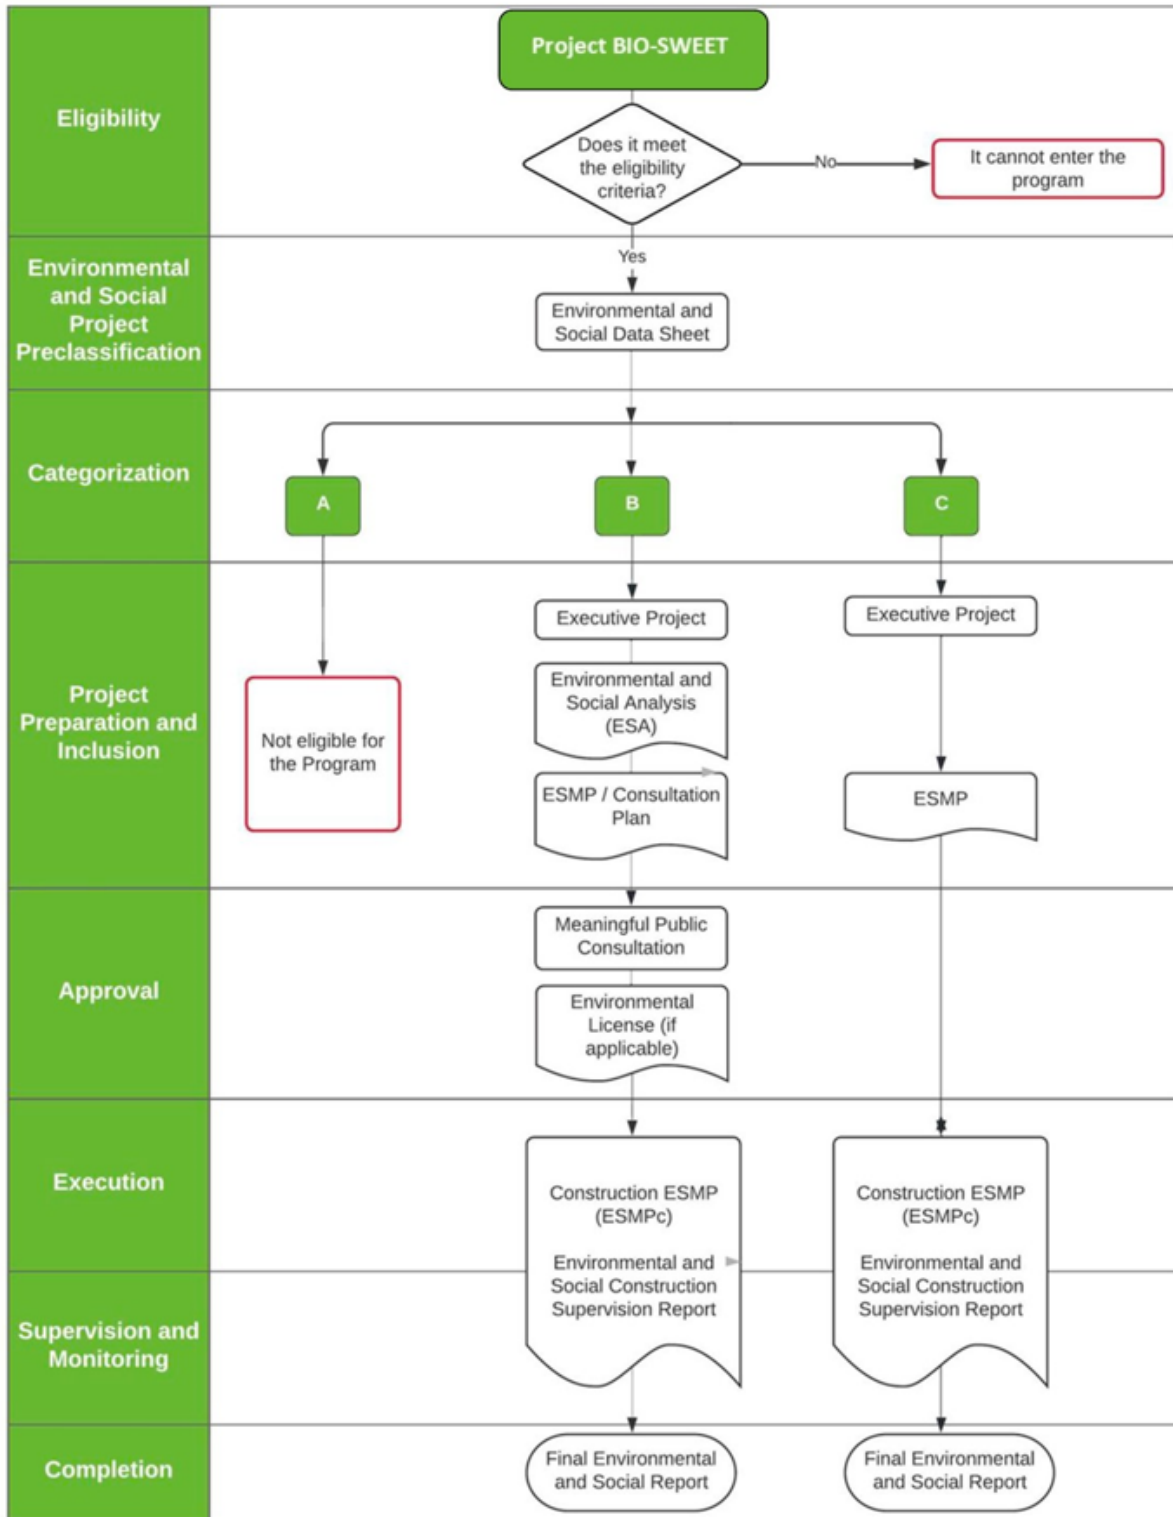 Project BIO-SWEET
Eligibility
Does it meet
the eligibility
criteria?
No
It cannot enter the
program
Yes
Environmental
and Social
Project
Preclassification
Environmental and
Social Data Sheet
Categorization
A
B
C
Project
Preparation and
Inclusion
Not eligible for
the Program
Executive Project
Environmental and
Social Analysis
(ESA)
ESMP / Consultation
Plan
Executive Project
ESMP
Approval
Meaningful Public
Consultation
Environmental
License (if
applicable)
Execution
Construction ESMP
(ESMPc)
Environmental and
Social Construction
Supervision Report
Construction ESMP
(ESMPc)
Environmental and
Social Construction
Supervision Report
Supervision and
Monitoring
Completion
Final Environmental
and Social Report
Final Environmental
and Social Report